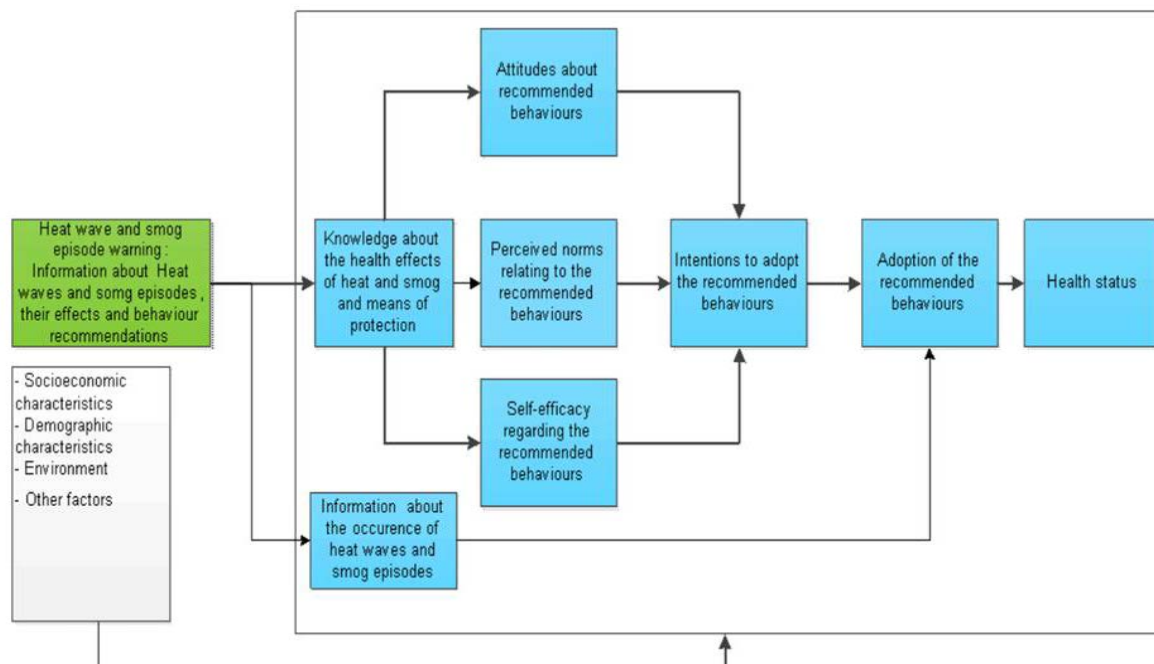 Attitudes about
recommended
behaviours
Heat wave and smog
episode warning :
Information about Heat
waves and somg episodes ,
their effects and behaviour
recommendations
Knowledge about
the health effects
of heat and smog
and means of
protection
Perceived norms
relating to the
recommended
behaviours
Intentions to adopt
the recommended
behaviours
Adoption of the
recommended
behaviours
Health status
- Socioeconomic
characteristics
- Demographic
characteristics
- Environment
- Other factors
Self-efficacy
regarding the
recommended
behaviours
Information about
the occurence of
heat waves and
smog episodes